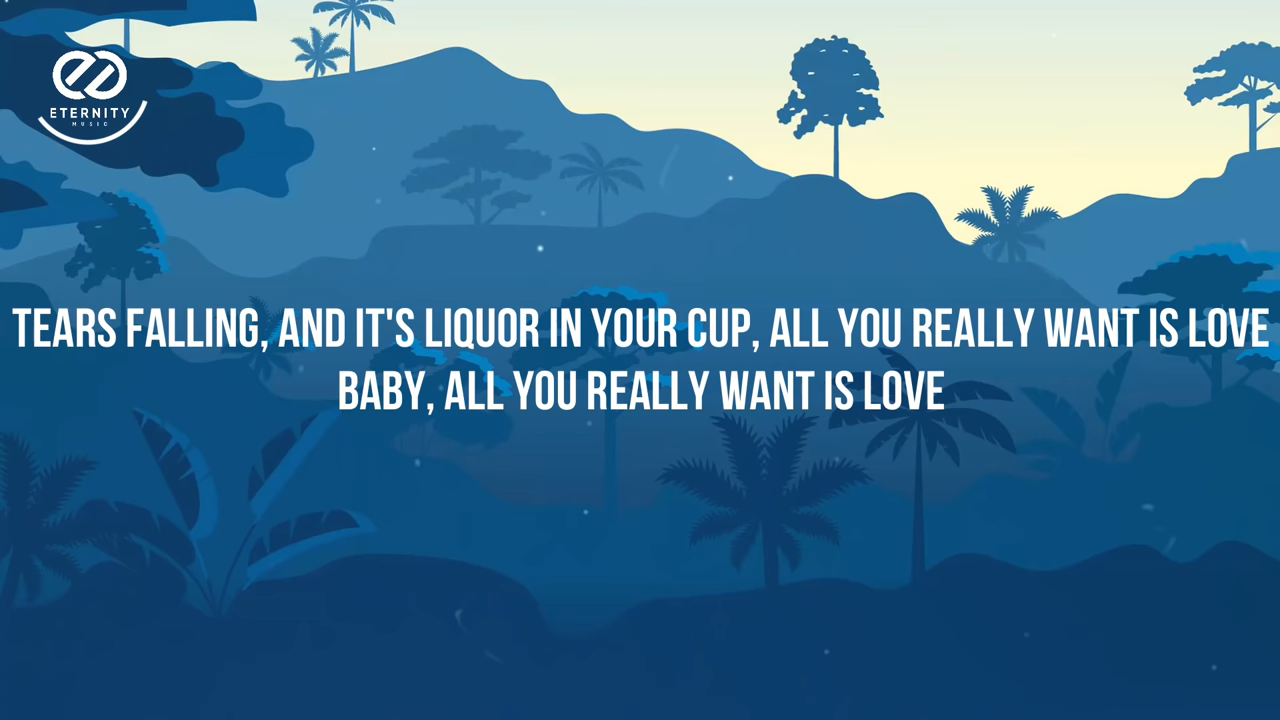 ETERNITY
MUSIC
TEARS FALLING, AND IT'S LIQUOR IN YOUR CUP, ALL YOU REALLY WANT IS LOVE
BABY, ALL YOU REALLY WANT IS LOVE